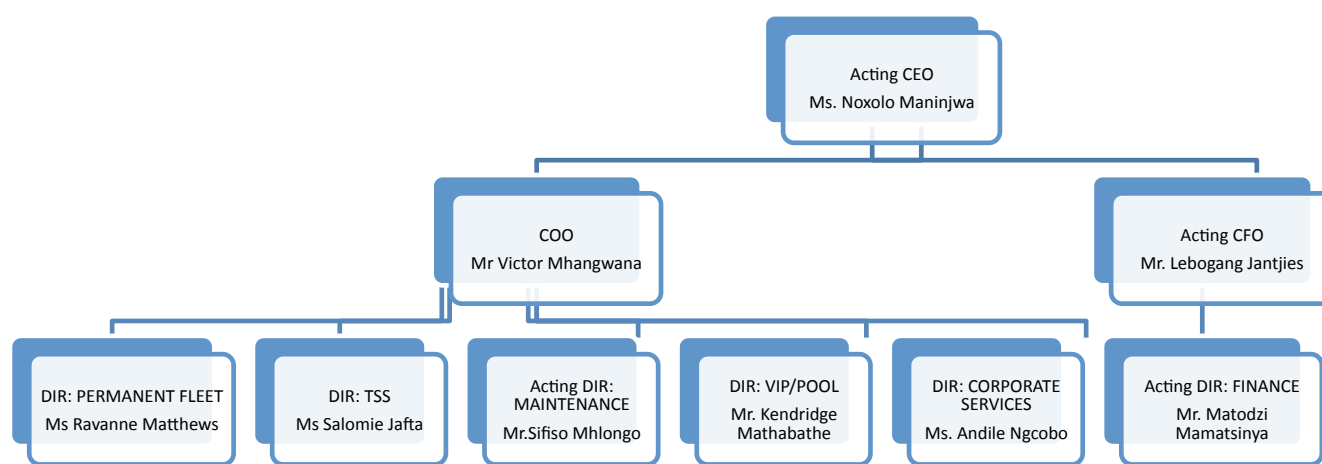 Acting CEO
Ms. Noxolo Maninjwa
COO
Mr Victor Mhangwana
Acting CFO
Mr. Lebogang Jantjies
DIR: PERMANENT FLEET
Ms Ravanne Matthews
DIR: TSS
Ms Salomie Jafta
Acting DIR:
MAINTENANCE
Mr.Sifiso Mhlongo
DIR: VIP/POOL
Mr. Kendridge
Mathabathe
DIR: CORPORATE
SERVICES
Ms. Andile Ngcobo
Acting DIR: FINANCE
Mr. Matodzi
Mamatsinya